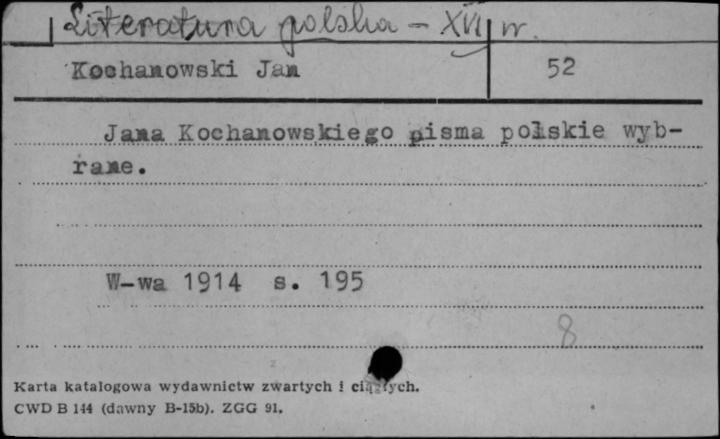 Literatura polska - XVI w.
Kochanowski Jan 52
Jana Kochanowskiego pisma polskie wyb-
rane.
W-wa 1914 s. 195
8
Karta katalogowa wydawnictw zwartych i ciągłych.
CWD B 144 (dawny B-15b). ZGG 91.